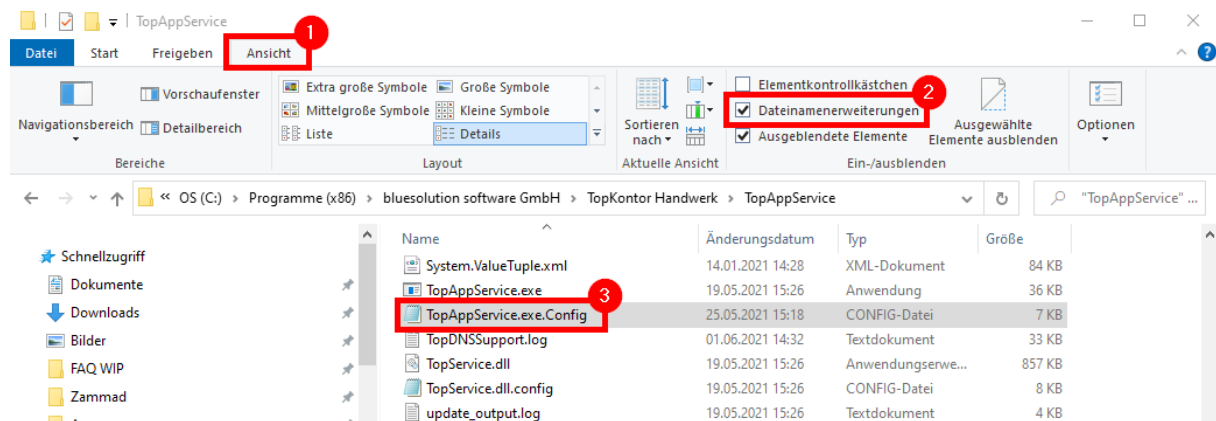 TopAppService
1
Datei Start Freigeben Ansicht
Navigationsbereich
Vorschaufenster
Detailbereich
Bereiche
Extra große Symbole Große Symbole
Mittelgroße Symbole Kleine Symbole
Liste Details
Layout
Sortieren
nach
Aktuelle Ansicht
Elementkontrollkästchen
2
Dateinamenerweiterungen
Ausgeblendete Elemente
Ausgewählte
Elemente ausblenden
Ein-/ausblenden
Optionen
« OS (C:) › Programme (x86) › bluesolution software GmbH › TopKontor Handwerk › TopAppService
"TopAppService" ...
Schnellzugriff
Dokumente
Downloads
Bilder
FAQ WIP
Zammad
Name Änderungsdatum Typ Größe
System.ValueTuple.xml 14.01.2021 14:28 XML-Dokument 84 KB
TopAppService.exe 19.05.2021 15:26 Anwendung 36 KB
3
TopAppService.exe.Config 25.05.2021 15:18 CONFIG-Datei 7 KB
TopDNSSupport.log 01.06.2021 14:32 Textdokument 33 KB
TopService.dll 19.05.2021 15:26 Anwendungserwe... 857 KB
TopService.dll.config 19.05.2021 15:26 CONFIG-Datei 8 KB
update_output.log 19.05.2021 15:26 Textdokument 4 KB